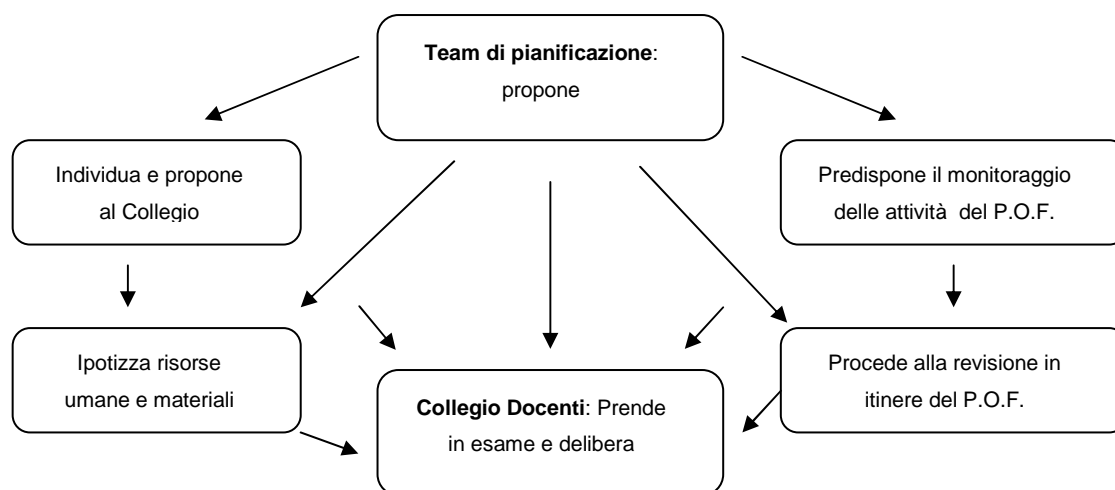 Team di pianificazione:
propone
Individua e propone
al Collegio
Predispone il monitoraggio
delle attività del P.O.F.
Ipotizza risorse
umane e materiali
Collegio Docenti: Prende
in esame e delibera
Procede alla revisione in
itinere del P.O.F.